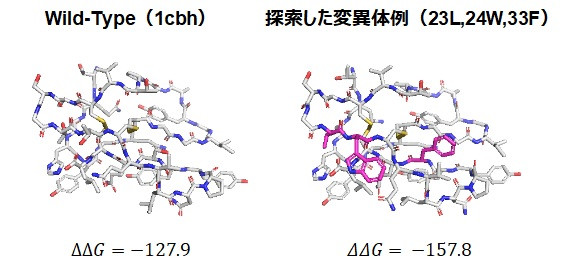 Wild-Type（1cbh）
探索した変異体例（23L,24W,33F）
ΔΔG = −127.9
ΔΔG = −157.8